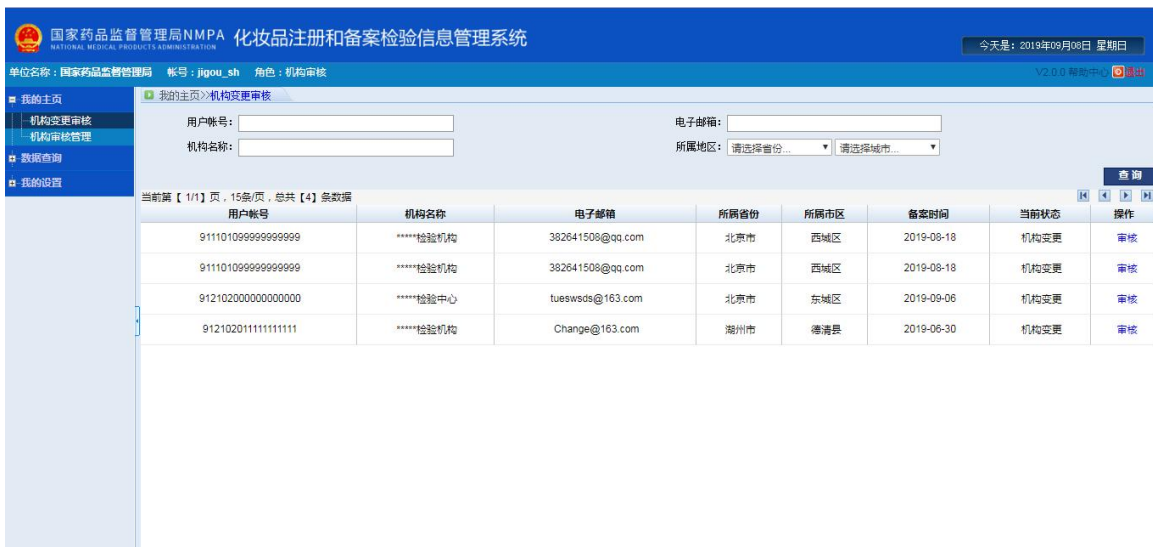 国家药品监督管理局NMPA 化妆品注册和备案检验信息管理系统
NATIONAL MEDICAL PRODUCTS ADMINISTRATION
今天是：2019年09月08日 星期日
单位名称：国家药品监督管理局 帐号：jigou_sh 角色：机构审核 V2.0.0 帮助中心 退出
我的主页
机构变更审核
机构审核管理
数据查询
我的设置
我的主页>>机构变更审核
用户帐号： 电子邮箱：
机构名称： 所属地区： 请选择省份... 请选择城市...
查询
当前第【 1/1】页，15条/页，总共【4】条数据
用户帐号 机构名称 电子邮箱 所属省份 所属市区 备案时间 当前状态 操作
911101099999999999 *****检验机构 382641508@qq.com 北京市 西城区 2019-08-18 机构变更 审核
911101099999999999 *****检验机构 382641508@qq.com 北京市 西城区 2019-08-18 机构变更 审核
912102000000000000 *****检验中心 tueswsds@163.com 北京市 东城区 2019-09-06 机构变更 审核
912102011111111111 *****检验机构 Change@163.com 湖州市 德清县 2019-06-30 机构变更 审核